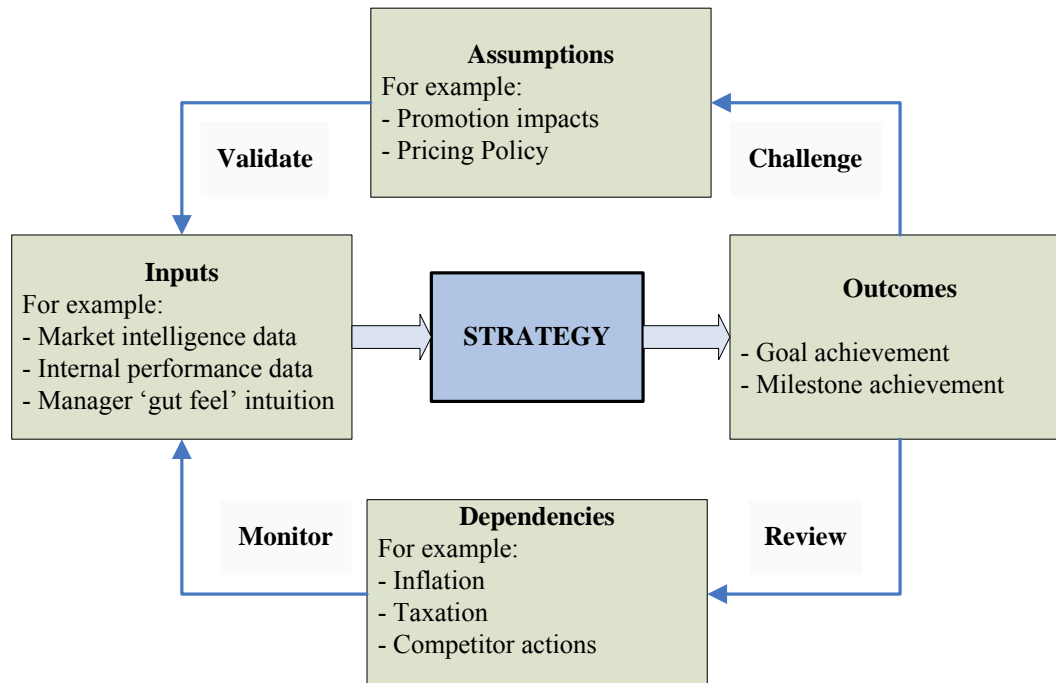 Assumptions
For example:
- Promotion impacts
- Pricing Policy
Validate
Challenge
Inputs
For example:
- Market intelligence data
- Internal performance data
- Manager ‘gut feel’ intuition
STRATEGY
Outcomes
- Goal achievement
- Milestone achievement
Monitor
Review
Dependencies
For example:
- Inflation
- Taxation
- Competitor actions